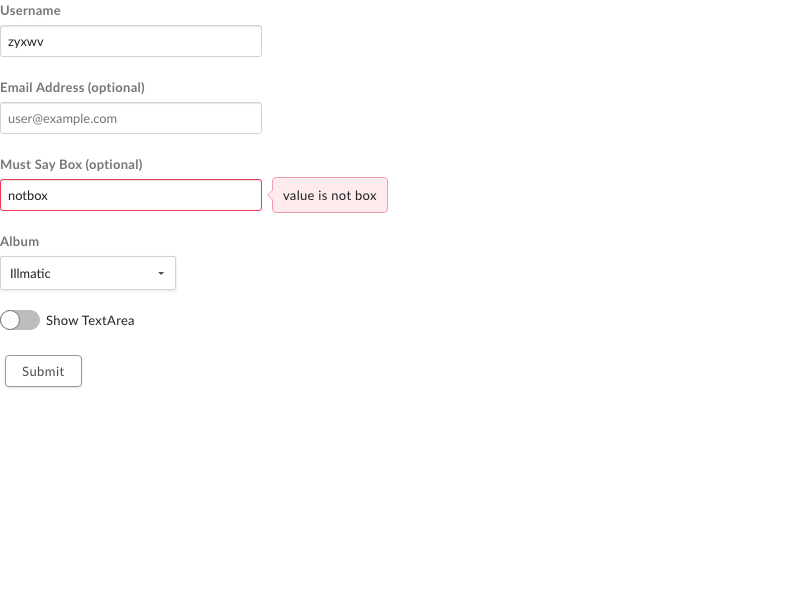 Username
zyxwv
Email Address (optional)
user@example.com
Must Say Box (optional)
notbox
value is not box
Album
Illmatic
Show TextArea
Submit